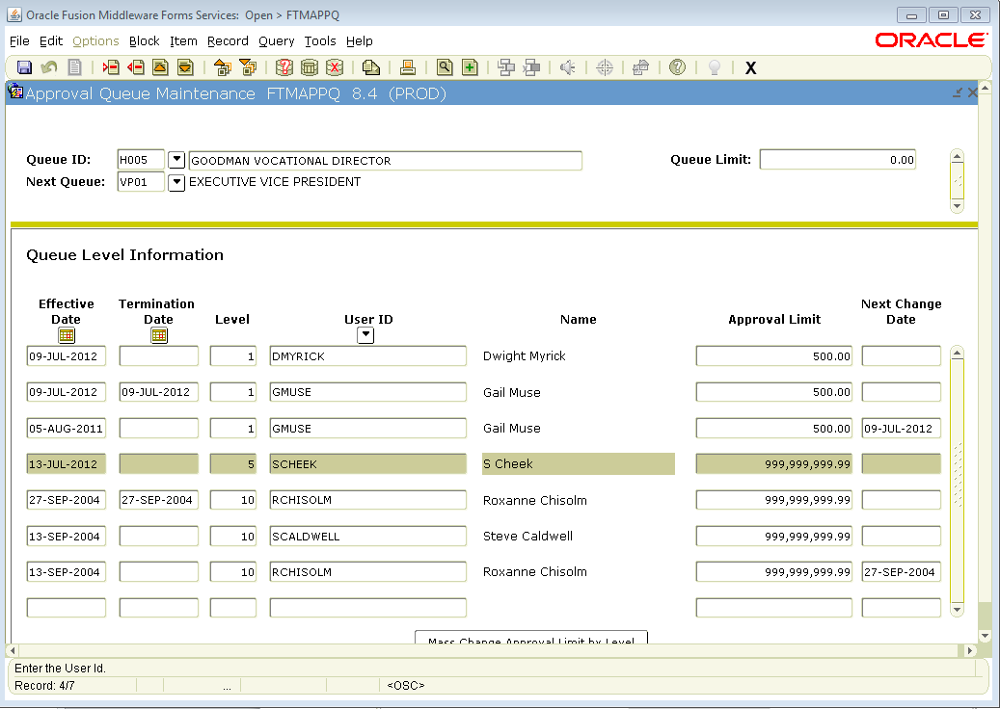 Oracle Fusion Middleware Forms Services: Open > FTMAPPQ
File Edit Options Block Item Record Query Tools Help
ORACLE
X
Approval Queue Maintenance FTMAPPQ 8.4 (PROD)
Queue ID: H005 GOODMAN VOCATIONAL DIRECTOR Queue Limit: 0.00
Next Queue: VP01 EXECUTIVE VICE PRESIDENT
Queue Level Information
Effective Date Termination Date Level User ID Name Approval Limit Next Change Date
09-JUL-2012 1 DMYRICK Dwight Myrick 500.00
09-JUL-2012 09-JUL-2012 1 GMUSE Gail Muse 500.00
05-AUG-2011 1 GMUSE Gail Muse 500.00 09-JUL-2012
13-JUL-2012 5 SCHEEK S Cheek 999,999,999.99
27-SEP-2004 27-SEP-2004 10 RCHISOLM Roxanne Chisolm 999,999,999.99
13-SEP-2004 10 SCALDWELL Steve Caldwell 999,999,999.99
13-SEP-2004 10 RCHISOLM Roxanne Chisolm 999,999,999.99 27-SEP-2004
Mass Change Approval Limit by Level
Enter the User Id.
Record: 4/7 ... <OSC>